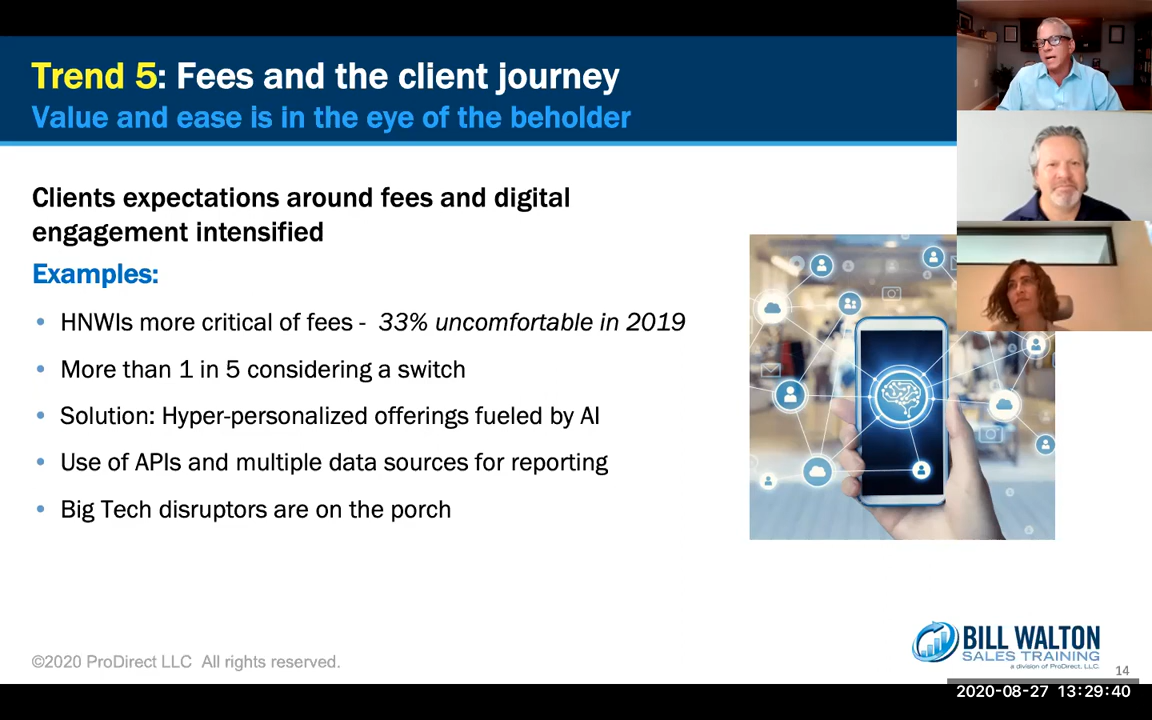 Trend 5: Fees and the client journey
Value and ease is in the eye of the beholder
Clients expectations around fees and digital
engagement intensified
Examples:
• HNWIs more critical of fees - 33% uncomfortable in 2019
• More than 1 in 5 considering a switch
• Solution: Hyper-personalized offerings fueled by AI
• Use of APIs and multiple data sources for reporting
• Big Tech disruptors are on the porch
©2020 ProDirect LLC All rights reserved.
BILL WALTON
SALES TRAINING
a division of ProDirect, LLC.
14
2020-08-27 13:29:40